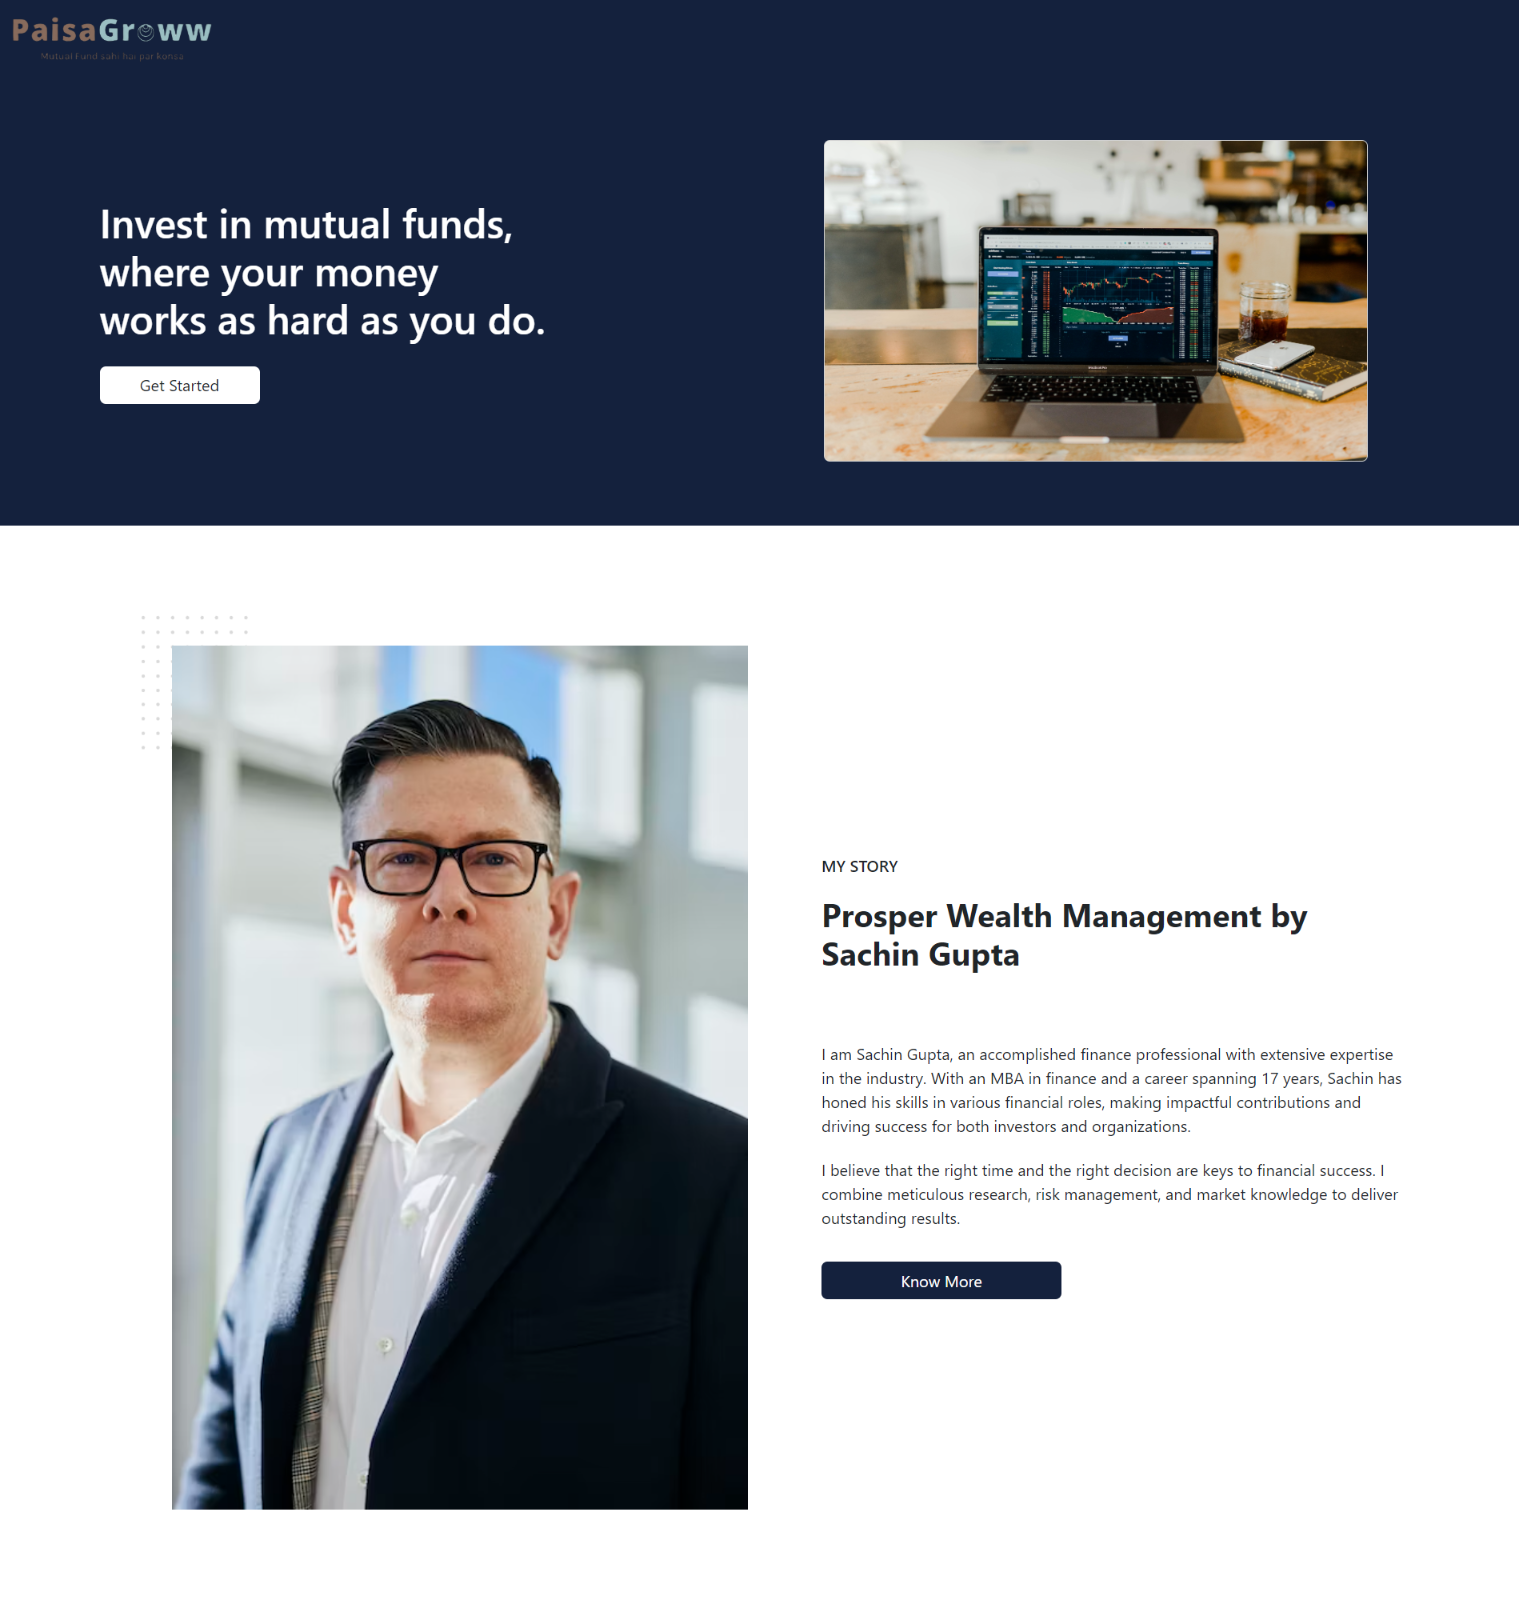 PaisaGroww
Mutual Fund sahi hai par konsa
Invest in mutual funds,
where your money
works as hard as you do.
Get Started
MY STORY
Prosper Wealth Management by
Sachin Gupta
I am Sachin Gupta, an accomplished finance professional with extensive expertise
in the industry. With an MBA in finance and a career spanning 17 years, Sachin has
honed his skills in various financial roles, making impactful contributions and
driving success for both investors and organizations.
I believe that the right time and the right decision are keys to financial success. I
combine meticulous research, risk management, and market knowledge to deliver
outstanding results.
Know More